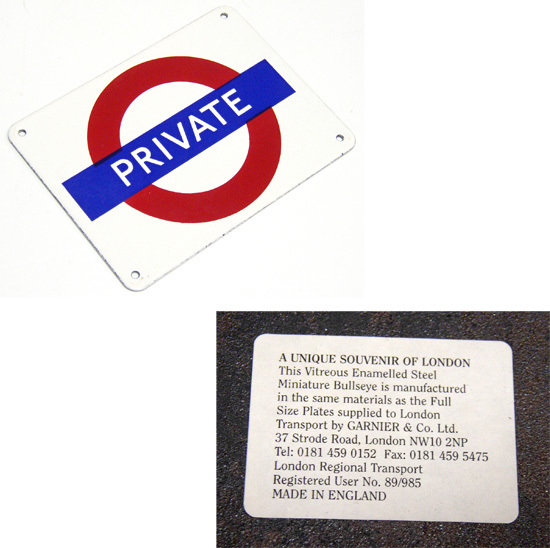 PRIVATE
A UNIQUE SOUVENIR OF LONDON
This Vitreous Enamelled Steel
Miniature Bullseye is manufactured
in the same materials as the Full
Size Plates supplied to London
Transport by GARNIER & Co. Ltd.
37 Strode Road, London NW10 2NP
Tel: 0181 459 0152  Fax: 0181 459 5475
London Regional Transport
Registered User No. 89/985
MADE IN ENGLAND